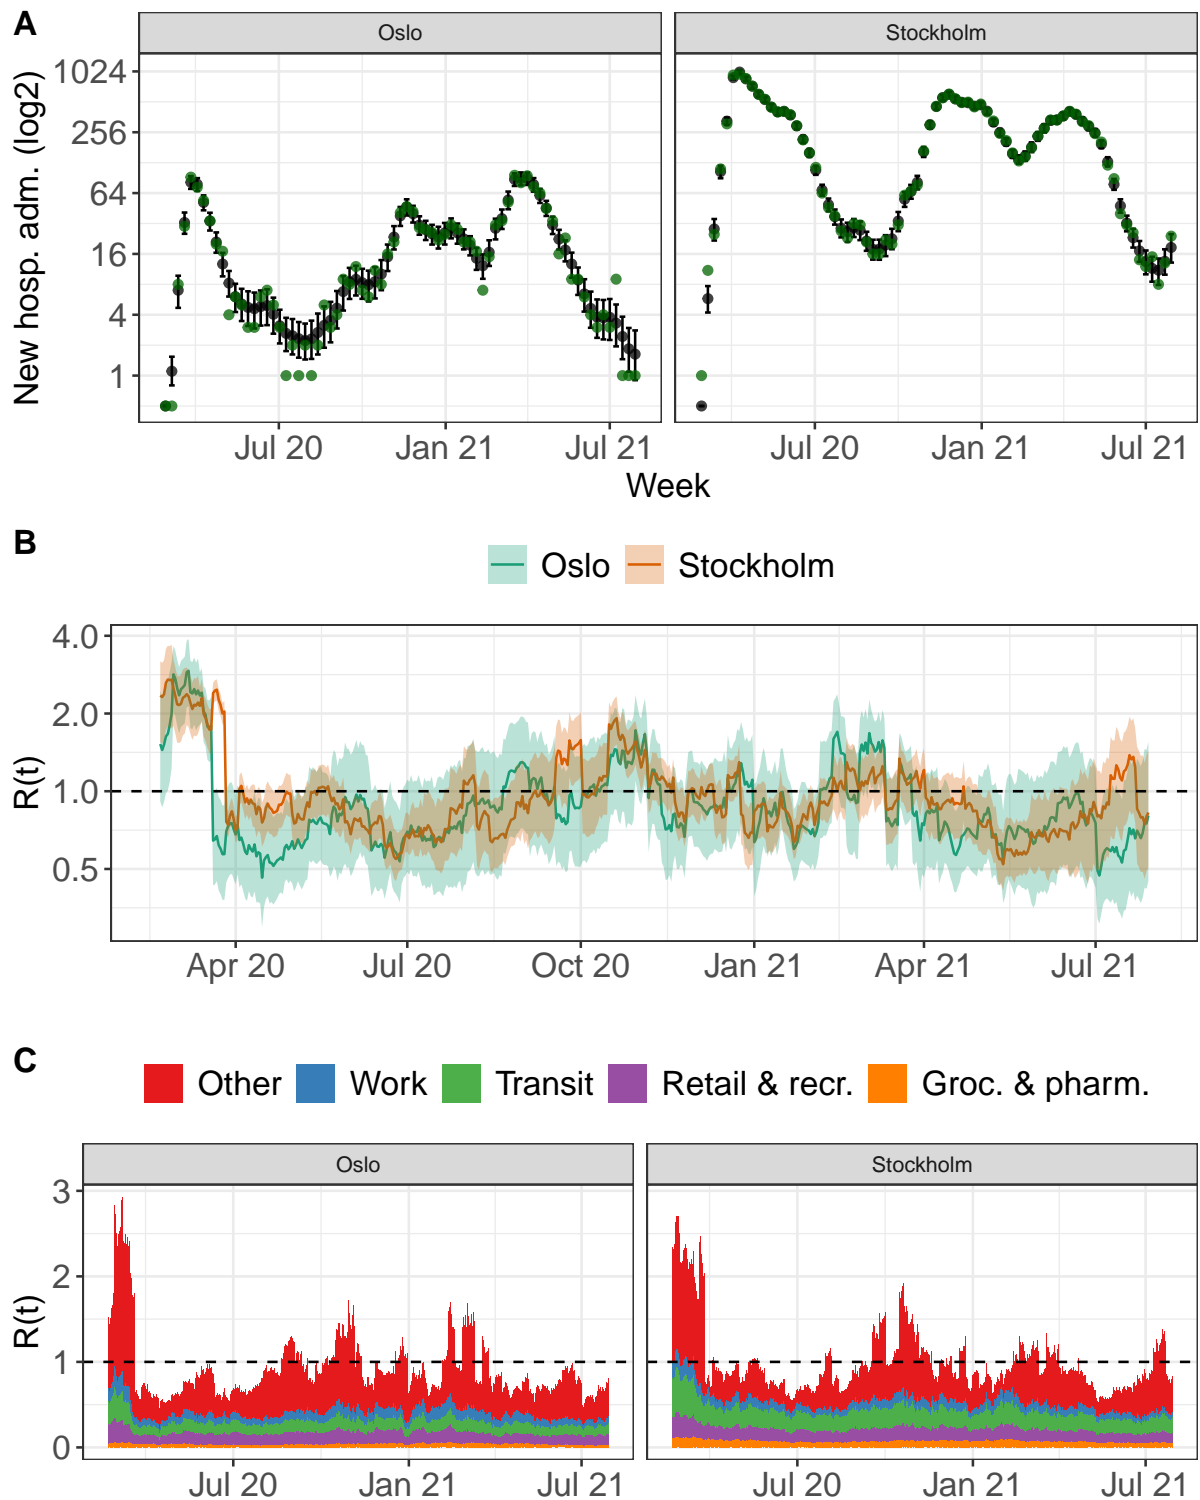 A
Oslo
Stockholm
New hosp. adm. (log2)
1024
256
64
16
4
1
Jul 20
Jan 21
Jul 21
Jul 20
Jan 21
Jul 21
Week
B
Oslo
Stockholm
R(t)
4.0
2.0
1.0
0.5
Apr 20
Jul 20
Oct 20
Jan 21
Apr 21
Jul 21
C
Other
Work
Transit
Retail & recr.
Groc. & pharm.
Oslo
Stockholm
R(t)
3
2
1
0
Jul 20
Jan 21
Jul 21
Jul 20
Jan 21
Jul 21